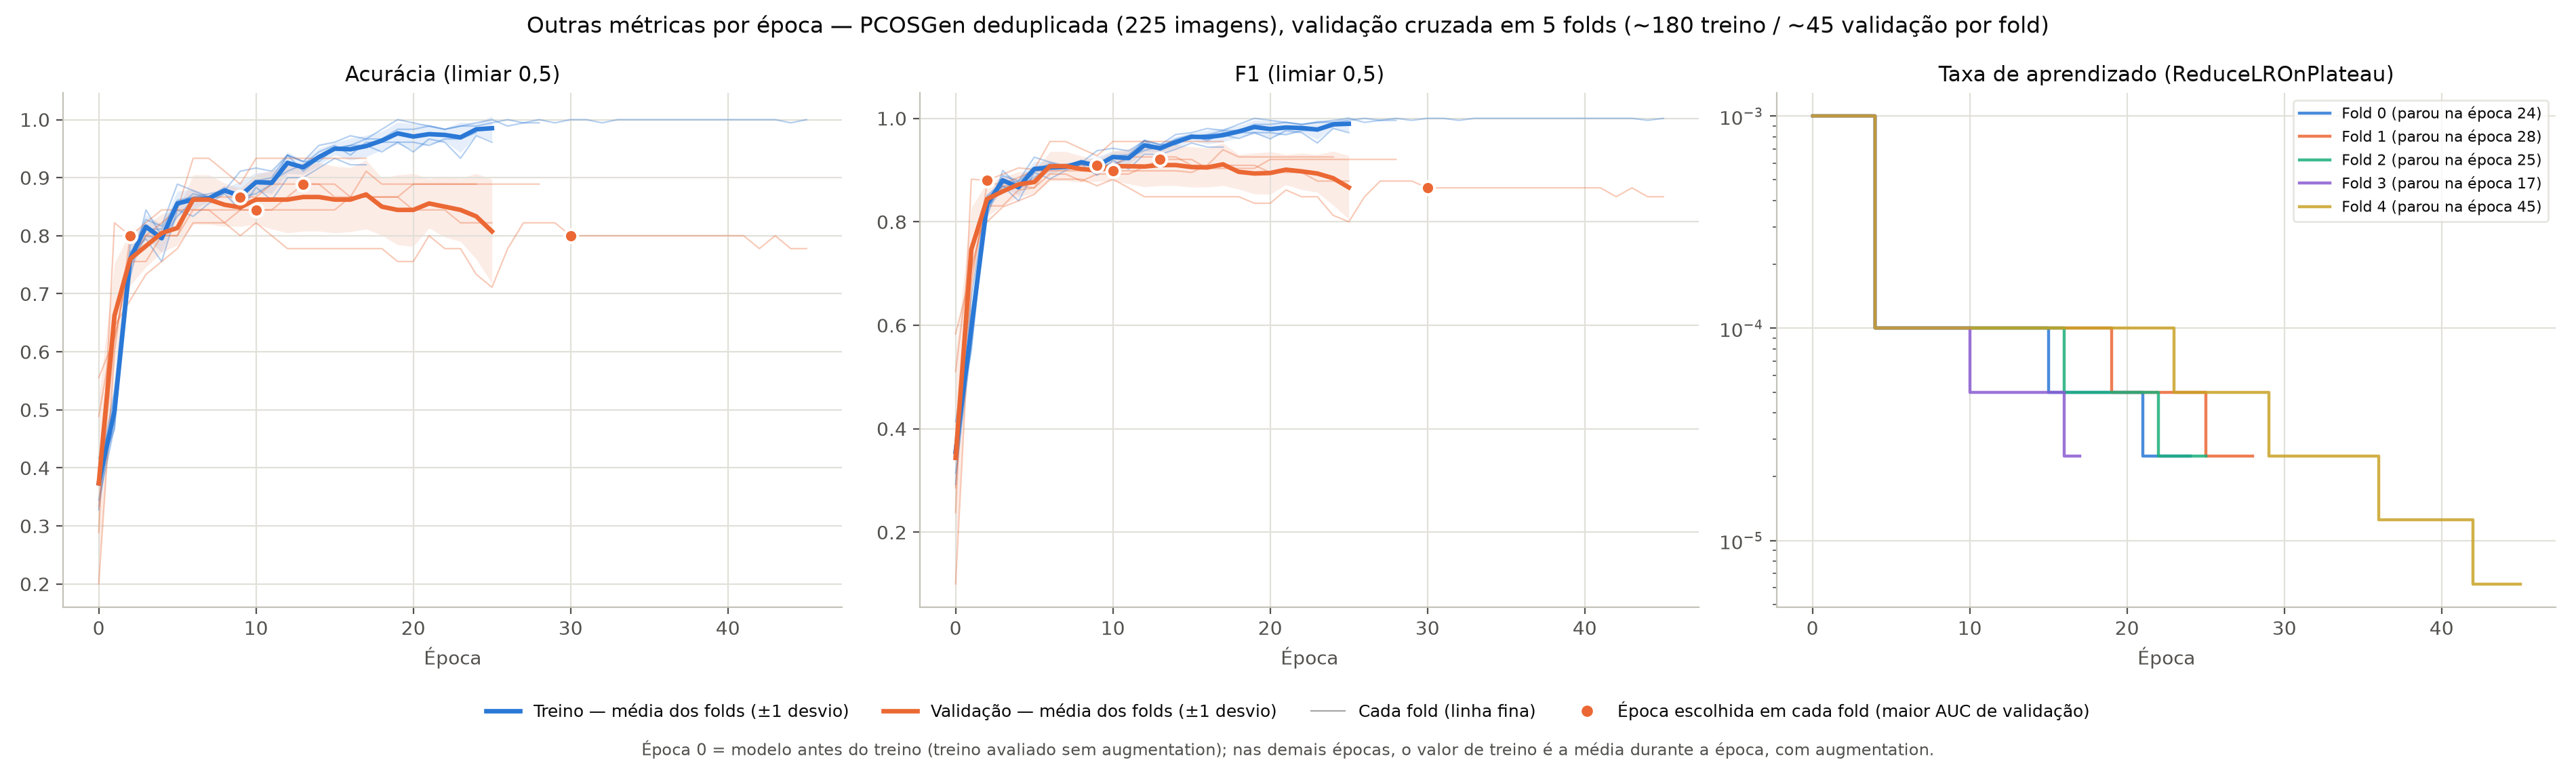 Outras métricas por época — PCOSGen deduplicada (225 imagens), validação cruzada em 5 folds (~180 treino / ~45 validação por fold)
Acurácia (limiar 0,5)
1.0
0.9
0.8
0.7
0.6
0.5
0.4
0.3
0.2
0 10 20 30 40
Época
F1 (limiar 0,5)
1.0
0.8
0.6
0.4
0.2
0 10 20 30 40
Época
Taxa de aprendizado (ReduceLROnPlateau)
10⁻³
10⁻⁴
10⁻⁵
Fold 0 (parou na época 24)
Fold 1 (parou na época 28)
Fold 2 (parou na época 25)
Fold 3 (parou na época 17)
Fold 4 (parou na época 45)
0 10 20 30 40
Época
Treino — média dos folds (±1 desvio) Validação — média dos folds (±1 desvio) Cada fold (linha fina) Época escolhida em cada fold (maior AUC de validação)
Época 0 = modelo antes do treino (treino avaliado sem augmentation); nas demais épocas, o valor de treino é a média durante a época, com augmentation.